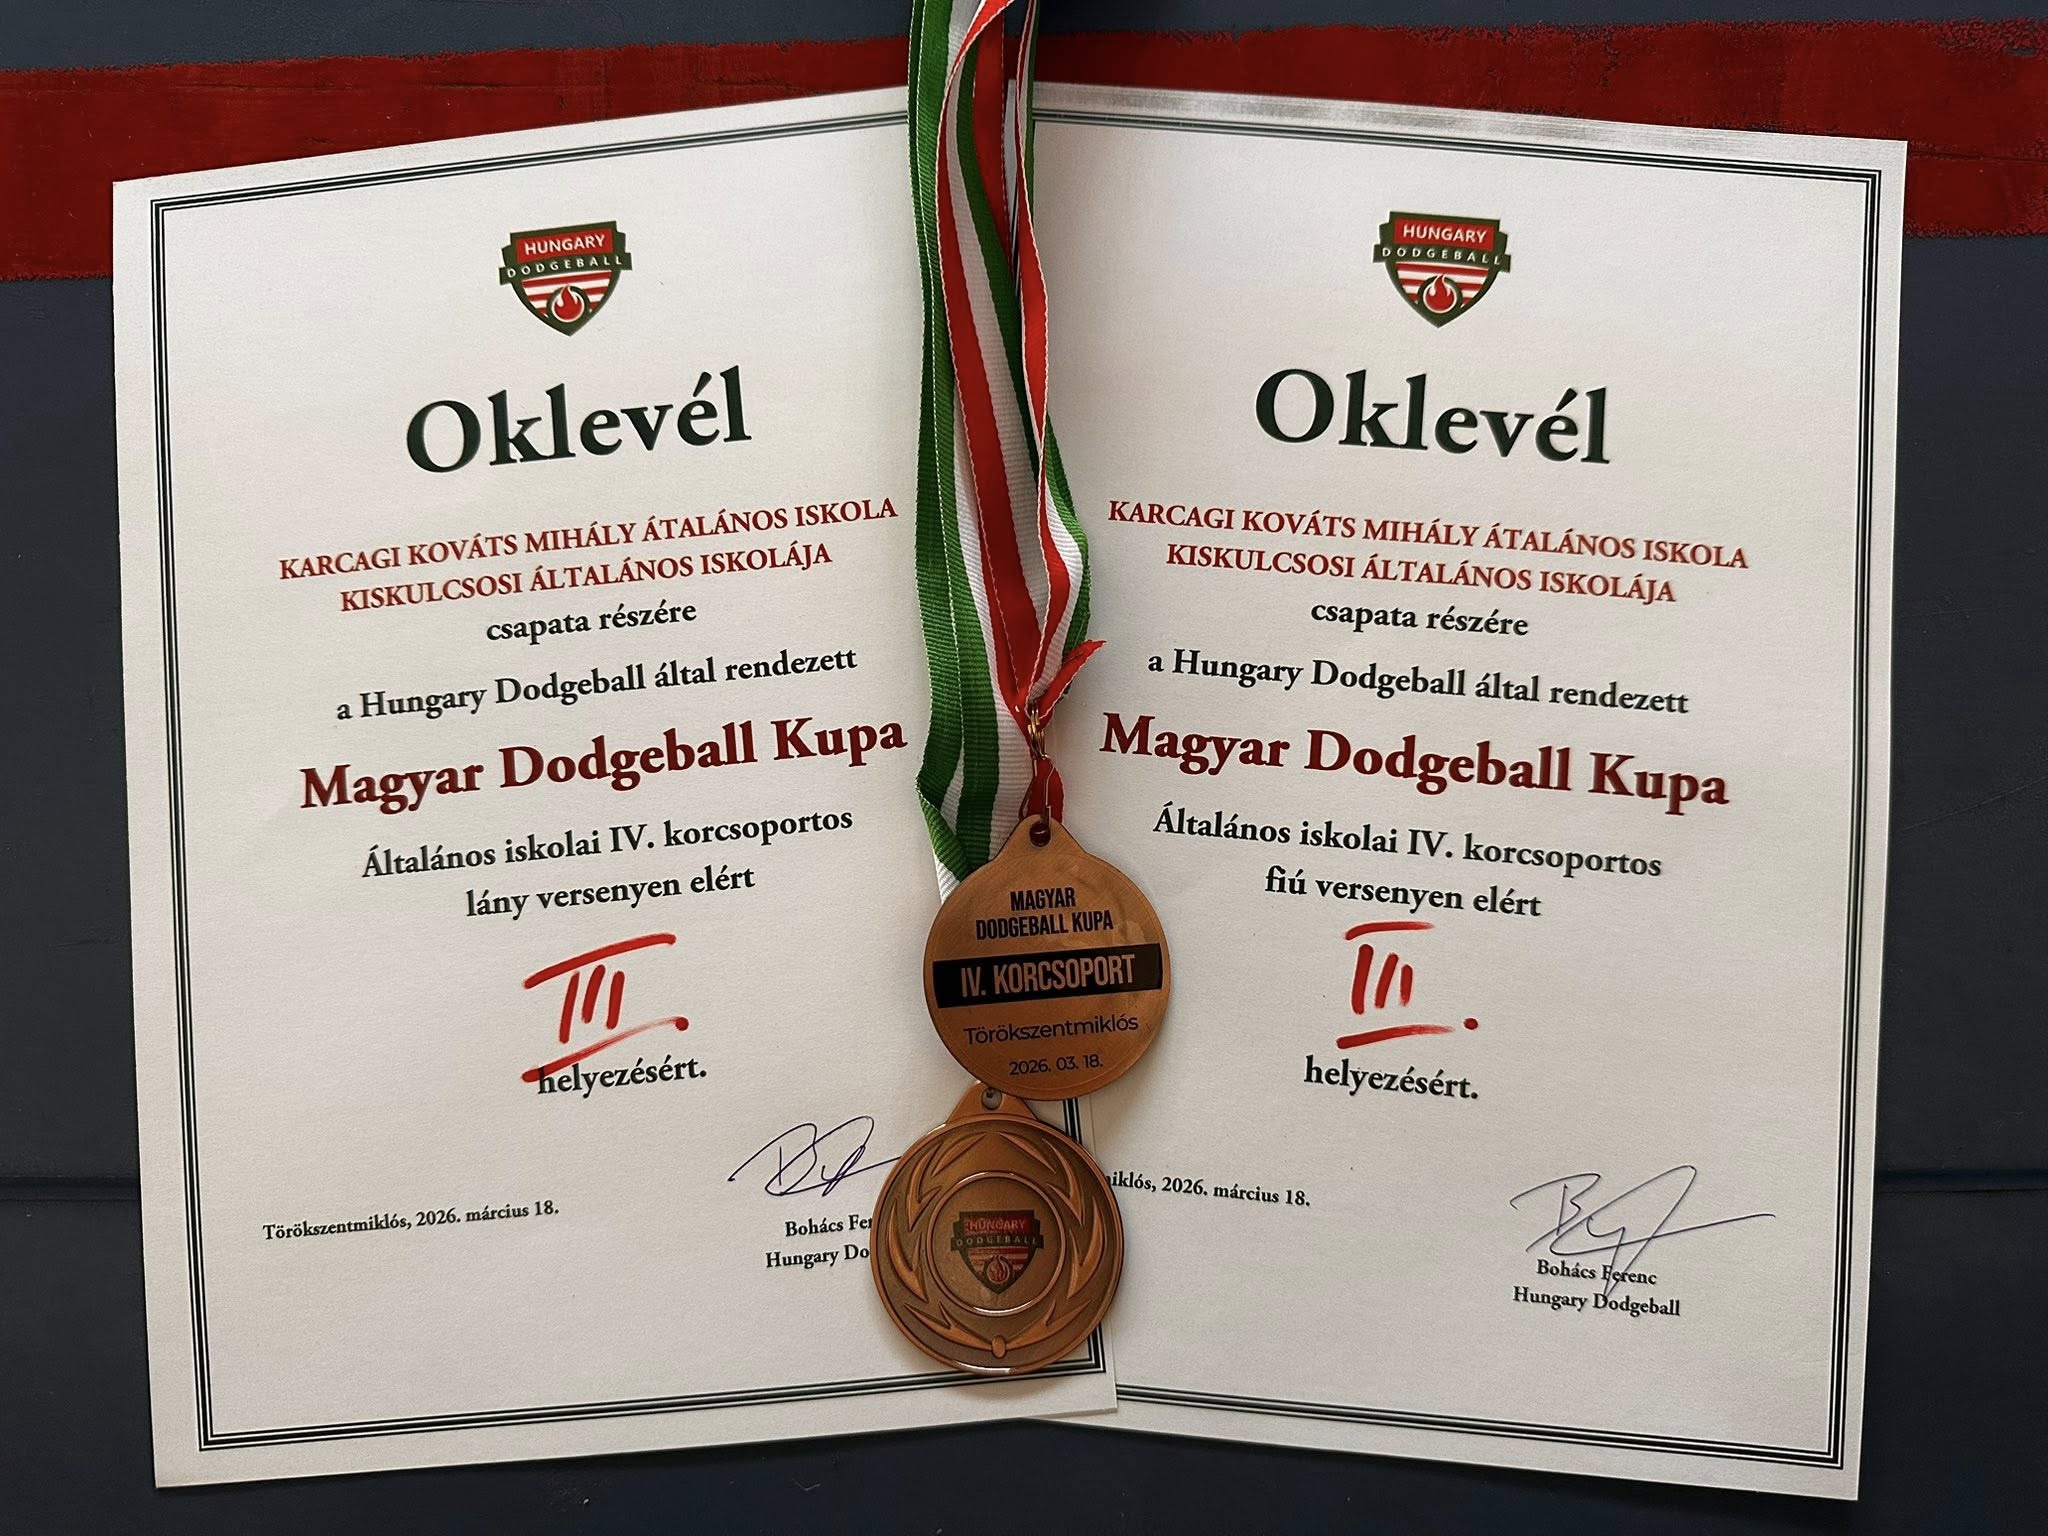 HUNGARY
DODGEBALL
Oklevél
KARCAGI KOVÁTS MIHÁLY ÁTALÁNOS ISKOLA
KISKULCSOSI ÁLTALÁNOS ISKOLÁJA
csapata részére
a Hungary Dodgeball által rendezett
Magyar Dodgeball Kupa
Általános iskolai IV. korcsoportos
lány versenyen elért
III.
helyezésért.
Törökszentmiklós, 2026. március 18.
Bohács
Hungary
HUNGARY
DODGEBALL
Oklevél
KARCAGI KOVÁTS MIHÁLY ÁTALÁNOS ISKOLA
KISKULCSOSI ÁLTALÁNOS ISKOLÁJA
csapata részére
a Hungary Dodgeball által rendezett
Magyar Dodgeball Kupa
Általános iskolai IV. korcsoportos
fiú versenyen elért
III.
helyezésért.
2026. március 18.
Bohács Ferenc
Hungary Dodgeball
MAGYAR
DODGEBALL KUPA
IV. KORCSOPORT
Törökszentmiklós
2026. 03. 18.
HUNGARY
DODGEBALL